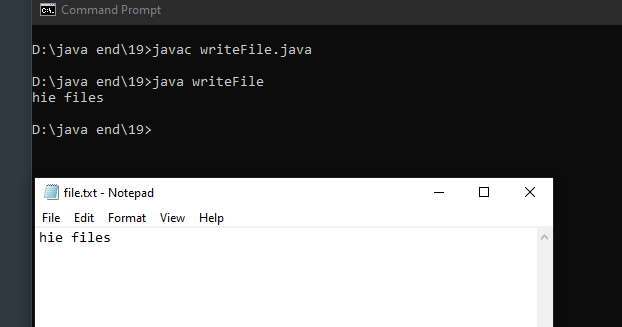 C:\.
Command Prompt
D:\java end\19>javac writeFile.java
D:\java end\19>java writeFile
hie files
D:\java end\19>
file.txt - Notepad
File Edit Format View Help
hie files